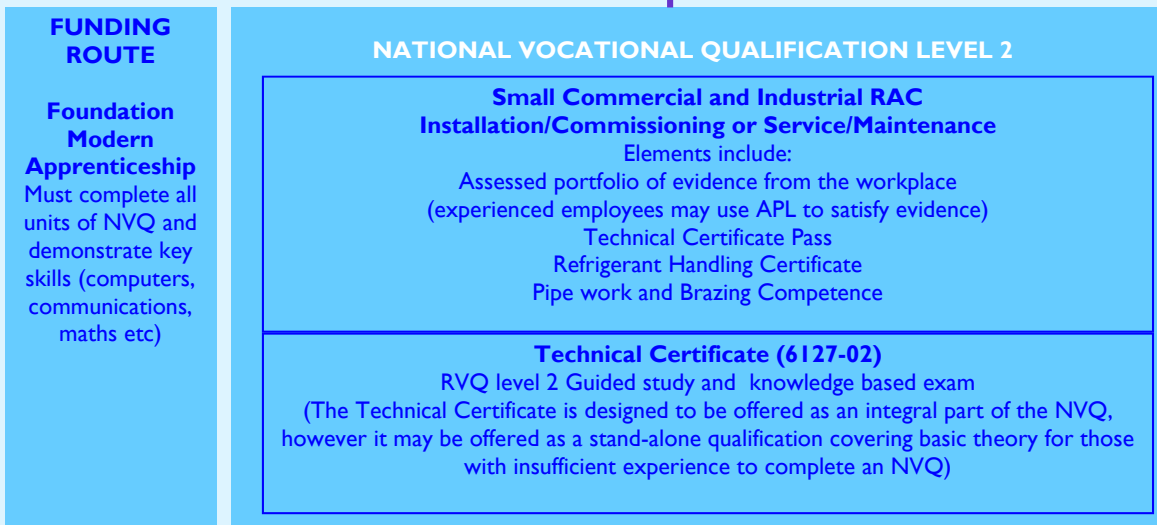 FUNDING
ROUTE
Foundation
Modern
Apprenticeship
Must complete all
units of NVQ and
demonstrate key
skills (computers,
communications,
maths etc)
NATIONAL VOCATIONAL QUALIFICATION LEVEL 2
Small Commercial and Industrial RAC
Installation/Commissioning or Service/Maintenance
Elements include:
Assessed portfolio of evidence from the workplace
(experienced employees may use APL to satisfy evidence)
Technical Certificate Pass
Refrigerant Handling Certificate
Pipe work and Brazing Competence
Technical Certificate (6127-02)
RVQ level 2 Guided study and knowledge based exam
(The Technical Certificate is designed to be offered as an integral part of the NVQ,
however it may be offered as a stand-alone qualification covering basic theory for those
with insufficient experience to complete an NVQ)